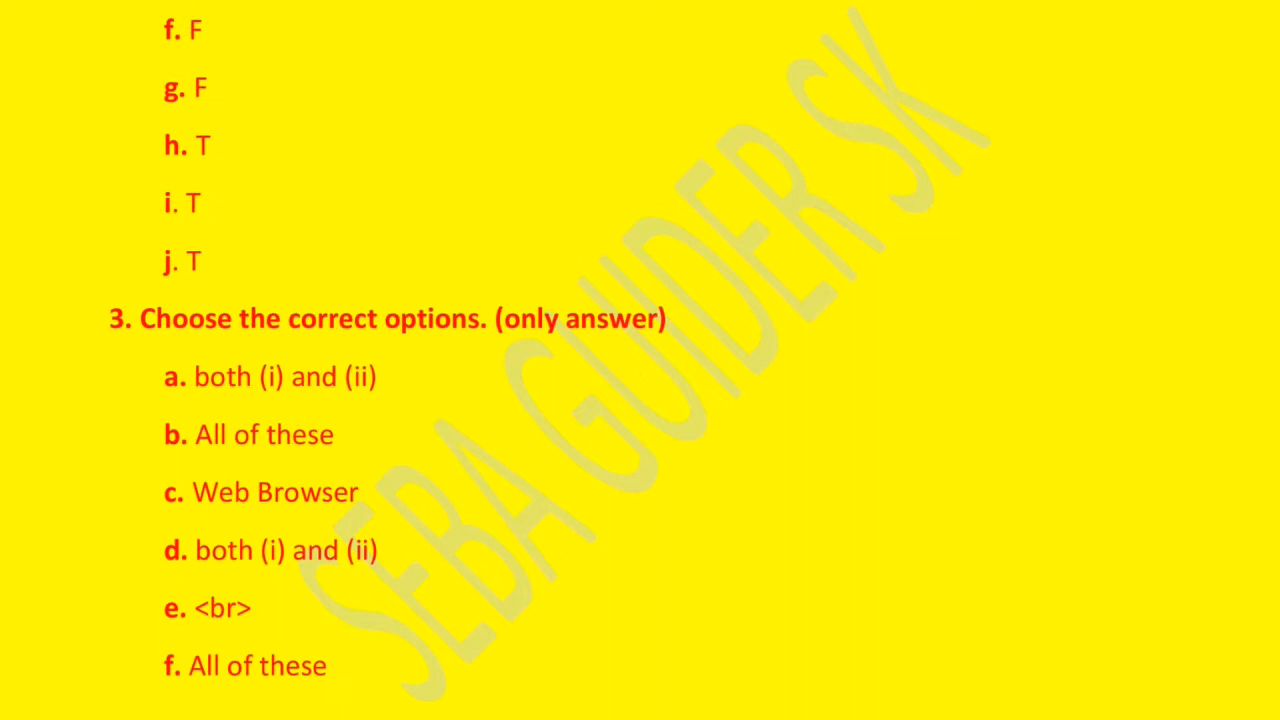 f. F
g. F
h. T
i. T
j. T
3. Choose the correct options. (only answer)
a. both (i) and (ii)
b. All of these
c. Web Browser
d. both (i) and (ii)
e. <br>
f. All of these
SEBA GUIDER SK